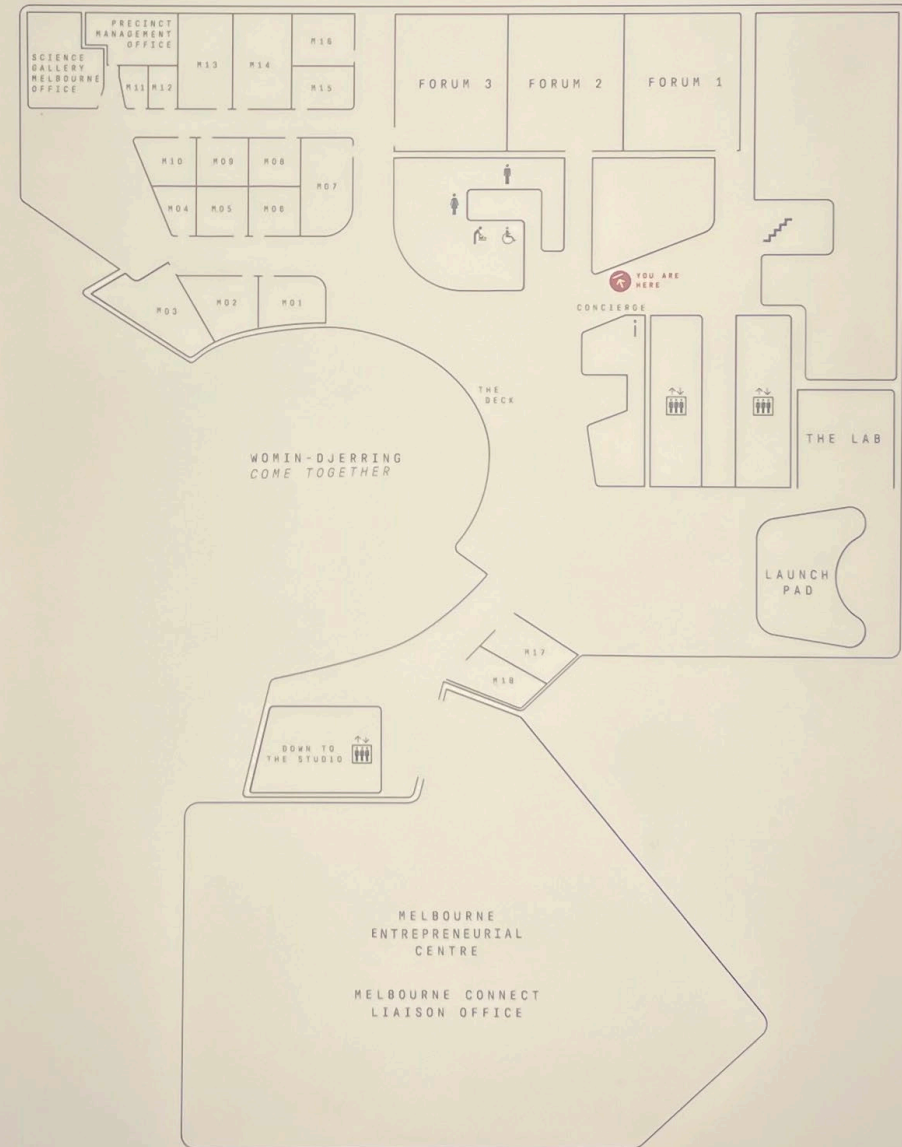 SCIENCE
GALLERY
MELBOURNE
OFFICE
PRECINCT
MANAGEMENT
OFFICE
M11
M12
M13
M14
M16
M15
FORUM 3
FORUM 2
FORUM 1
M10
M09
M08
M07
M04
M05
M06
M03
M02
M01
YOU ARE
HERE
CONCIERGE
i
THE
DECK
WOMIN-DJERRING
COME TOGETHER
THE LAB
LAUNCH
PAD
M17
M18
DOWN TO
THE STUDIO
MELBOURNE
ENTREPRENEURIAL
CENTRE
MELBOURNE CONNECT
LIAISON OFFICE